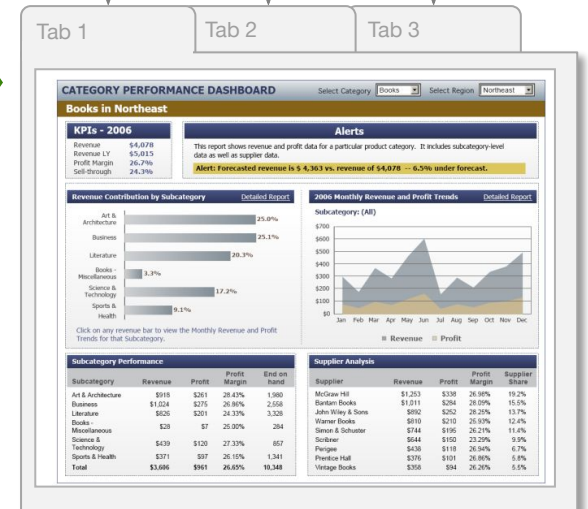 Tab 1
Tab 2
Tab 3
CATEGORY PERFORMANCE DASHBOARD Select Category Books Select Region Northeast
Books in Northeast
KPIs - 2006
Revenue $4,078
Revenue LY $5,015
Profit Margin 26.7%
Sell-through 24.3%
Alerts
This report shows revenue and profit data for a particular product category. It includes subcategory-level
data as well as supplier data.
Alert: Forecasted revenue is $ 4,363 vs. revenue of $4,078 -- 6.5% under forecast.
Revenue Contribution by Subcategory Detailed Report
Art &
Architecture 25.0%
Business 25.1%
Literature 20.3%
Books -
Miscellaneous 3.3%
Science &
Technology 17.2%
Sports &
Health 9.1%
Click on any revenue bar to view the Monthly Revenue and Profit
Trends for that Subcategory.
2006 Monthly Revenue and Profit Trends Detailed Report
Subcategory: (All)
$700
$600
$500
$400
$300
$200
$100
$0
Jan Feb Mar Apr May Jun Jul Aug Sep Oct Nov Dec
Revenue Profit
Subcategory Performance
Subcategory Revenue Profit Profit Margin End on hand
Art & Architecture $918 $261 28.43% 1,980
Business $1,024 $275 26.86% 2,558
Literature $826 $201 24.33% 3,328
Books -
Miscellaneous $28 $7 25.00% 284
Science &
Technology $439 $120 27.33% 857
Sports & Health $371 $97 26.15% 1,341
Total $3,606 $961 26.65% 10,348
Supplier Analysis
Supplier Revenue Profit Profit Margin Supplier Share
McGraw Hill $1,253 $338 26.98% 19.2%
Bantam Books $1,011 $284 28.09% 15.5%
John Wiley & Sons $892 $252 28.25% 13.7%
Warner Books $810 $210 25.93% 12.4%
Simon & Schuster $744 $195 26.21% 11.4%
Scribner $644 $150 23.29% 9.9%
Perigee $438 $118 26.94% 6.7%
Prentice Hall $376 $101 26.86% 5.8%
Vintage Books $358 $94 26.26% 5.5%